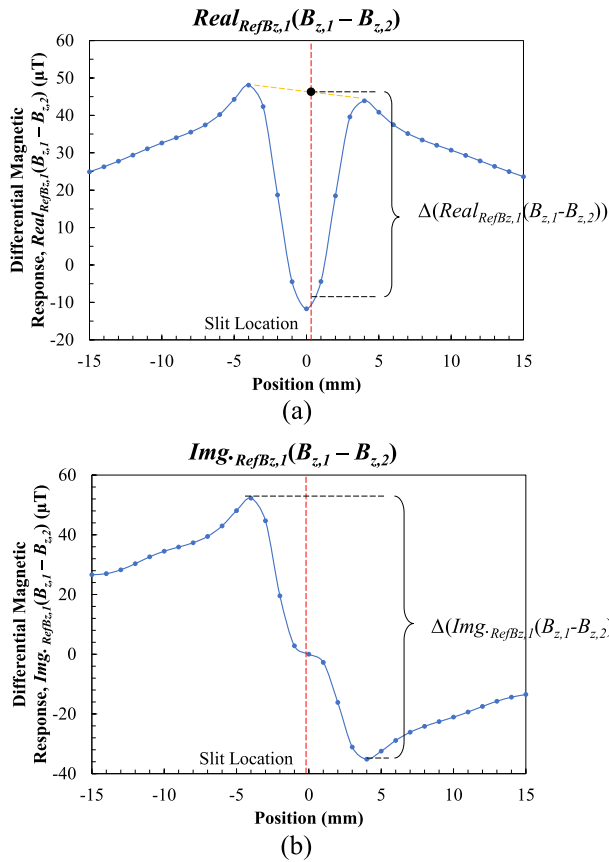 Real_RefBz,1(B_z,1 – B_z,2)
Differential Magnetic
Response, Real_RefBz,1(B_z,1 – B_z,2) (µT)
60
50
40
30
20
10
0
-10
-20
Δ(Real_RefBz,1(B_z,1-B_z,2))
Slit Location
-15
-10
-5
0
5
10
15
Position (mm)
(a)
Img._RefBz,1(B_z,1 – B_z,2)
Differential Magnetic
Response, Img._RefBz,1(B_z,1 – B_z,2) (µT)
60
40
20
0
-20
-40
Δ(Img._RefBz,1(B_z,1-B_z,2)
Slit Location
-15
-10
-5
0
5
10
15
Position (mm)
(b)